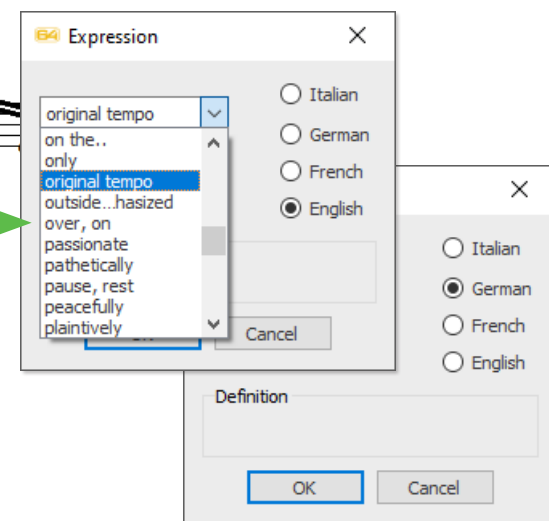 64 Expression
original tempo
on the..
only
original tempo
outside...hasized
over, on
passionate
pathetically
pause, rest
peacefully
plaintively
Italian
German
French
English
Cancel
Italian
German
French
English
Definition
OK Cancel